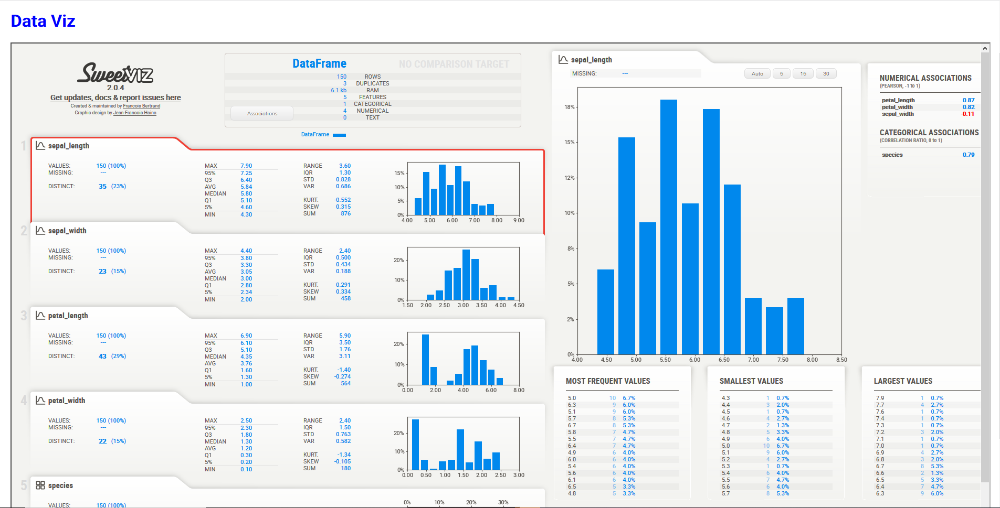 Data Viz
SweetVIZ
2.0.4
Get updates, docs & report issues here
Created & maintained by Francois Bertrand
Graphic design by Jean-Francois Hains
DataFrame NO COMPARISON TARGET
150 ROWS
3 DUPLICATES
6.1 kb RAM
5 FEATURES
1 CATEGORICAL
4 NUMERICAL
0 TEXT
Associations
DataFrame
1 sepal_length
VALUES: 150 (100%)
MISSING: ---
DISTINCT: 35 (23%)
MAX 7.90
95% 7.25
Q3 6.40
AVG 5.84
MEDIAN 5.80
Q1 5.10
5% 4.60
MIN 4.30
RANGE 3.60
IQR 1.30
STD 0.828
VAR 0.686
KURT. -0.552
SKEW 0.315
SUM 876
15%
10%
5%
0%
4.00 5.00 6.00 7.00 8.00 9.00
2 sepal_width
VALUES: 150 (100%)
MISSING: ---
DISTINCT: 23 (15%)
MAX 4.40
95% 3.80
Q3 3.30
AVG 3.05
MEDIAN 3.00
Q1 2.80
5% 2.34
MIN 2.00
RANGE 2.40
IQR 0.500
STD 0.434
VAR 0.188
KURT. 0.291
SKEW 0.334
SUM 458
20%
10%
0%
1.50 2.00 2.50 3.00 3.50 4.00 4.50
3 petal_length
VALUES: 150 (100%)
MISSING: ---
DISTINCT: 43 (29%)
MAX 6.90
95% 6.10
Q3 5.10
MEDIAN 4.35
AVG 3.76
Q1 1.60
5% 1.30
MIN 1.00
RANGE 5.90
IQR 3.50
STD 1.76
VAR 3.11
KURT. -1.40
SKEW -0.274
SUM 564
20%
10%
0%
0.00 2.00 4.00 6.00 8.00
4 petal_width
VALUES: 150 (100%)
MISSING: ---
DISTINCT: 22 (15%)
MAX 2.50
95% 2.30
Q3 1.80
MEDIAN 1.30
AVG 1.20
Q1 0.30
5% 0.20
MIN 0.10
RANGE 2.40
IQR 1.50
STD 0.763
VAR 0.582
KURT. -1.34
SKEW -0.105
SUM 180
20%
10%
0%
0.00 0.50 1.00 1.50 2.00 2.50 3.00
5 species
VALUES: 150 (100%)
0% 10% 20% 30%
sepal_length
MISSING: ---
Auto 5 15 30
18%
15%
12%
10%
8%
5%
2%
0%
4.00 4.50 5.00 5.50 6.00 6.50 7.00 7.50 8.00 8.50
NUMERICAL ASSOCIATIONS
(PEARSON, -1 to 1)
petal_length 0.87
petal_width 0.82
sepal_width -0.11
CATEGORICAL ASSOCIATIONS
(CORRELATION RATIO, 0 to 1)
species 0.79
MOST FREQUENT VALUES
5.0 10 6.7%
6.3 9 6.0%
5.1 9 6.0%
5.7 8 5.3%
6.7 8 5.3%
5.8 7 4.7%
5.5 7 4.7%
6.4 7 4.7%
4.9 6 4.0%
6.0 6 4.0%
5.4 6 4.0%
5.6 6 4.0%
6.1 6 4.0%
6.5 5 3.3%
4.8 5 3.3%
SMALLEST VALUES
4.3 1 0.7%
4.4 3 2.0%
4.5 1 0.7%
4.6 4 2.7%
4.7 2 1.3%
4.8 5 3.3%
4.9 6 4.0%
5.0 10 6.7%
5.1 9 6.0%
5.2 4 2.7%
5.3 1 0.7%
5.4 6 4.0%
5.5 7 4.7%
5.6 6 4.0%
5.7 8 5.3%
LARGEST VALUES
7.9 1 0.7%
7.7 4 2.7%
7.6 1 0.7%
7.4 1 0.7%
7.3 1 0.7%
7.2 3 2.0%
7.1 1 0.7%
7.0 1 0.7%
6.9 4 2.7%
6.8 3 2.0%
6.7 8 5.3%
6.6 2 1.3%
6.5 5 3.3%
6.4 7 4.7%
6.3 9 6.0%